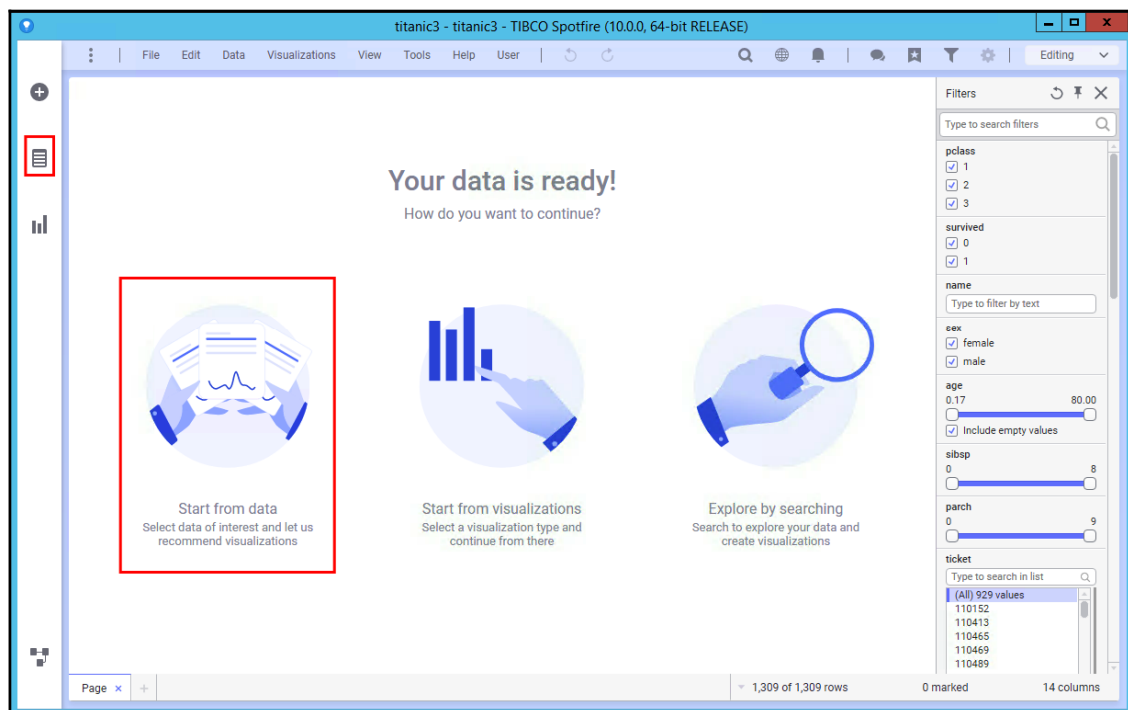 titanic3 - titanic3 - TIBCO Spotfire (10.0.0, 64-bit RELEASE)
File Edit Data Visualizations View Tools Help User Editing
Filters
Type to search filters
pclass
1
2
3
survived
0
1
name
Type to filter by text
sex
female
male
age
0.17 80.00
Include empty values
sibsp
0 8
parch
0 9
ticket
Type to search in list
(All) 929 values
110152
110413
110465
110469
110489
Your data is ready!
How do you want to continue?
Start from data
Select data of interest and let us
recommend visualizations
Start from visualizations
Select a visualization type and
continue from there
Explore by searching
Search to explore your data and
create visualizations
Page × +
1,309 of 1,309 rows 0 marked 14 columns